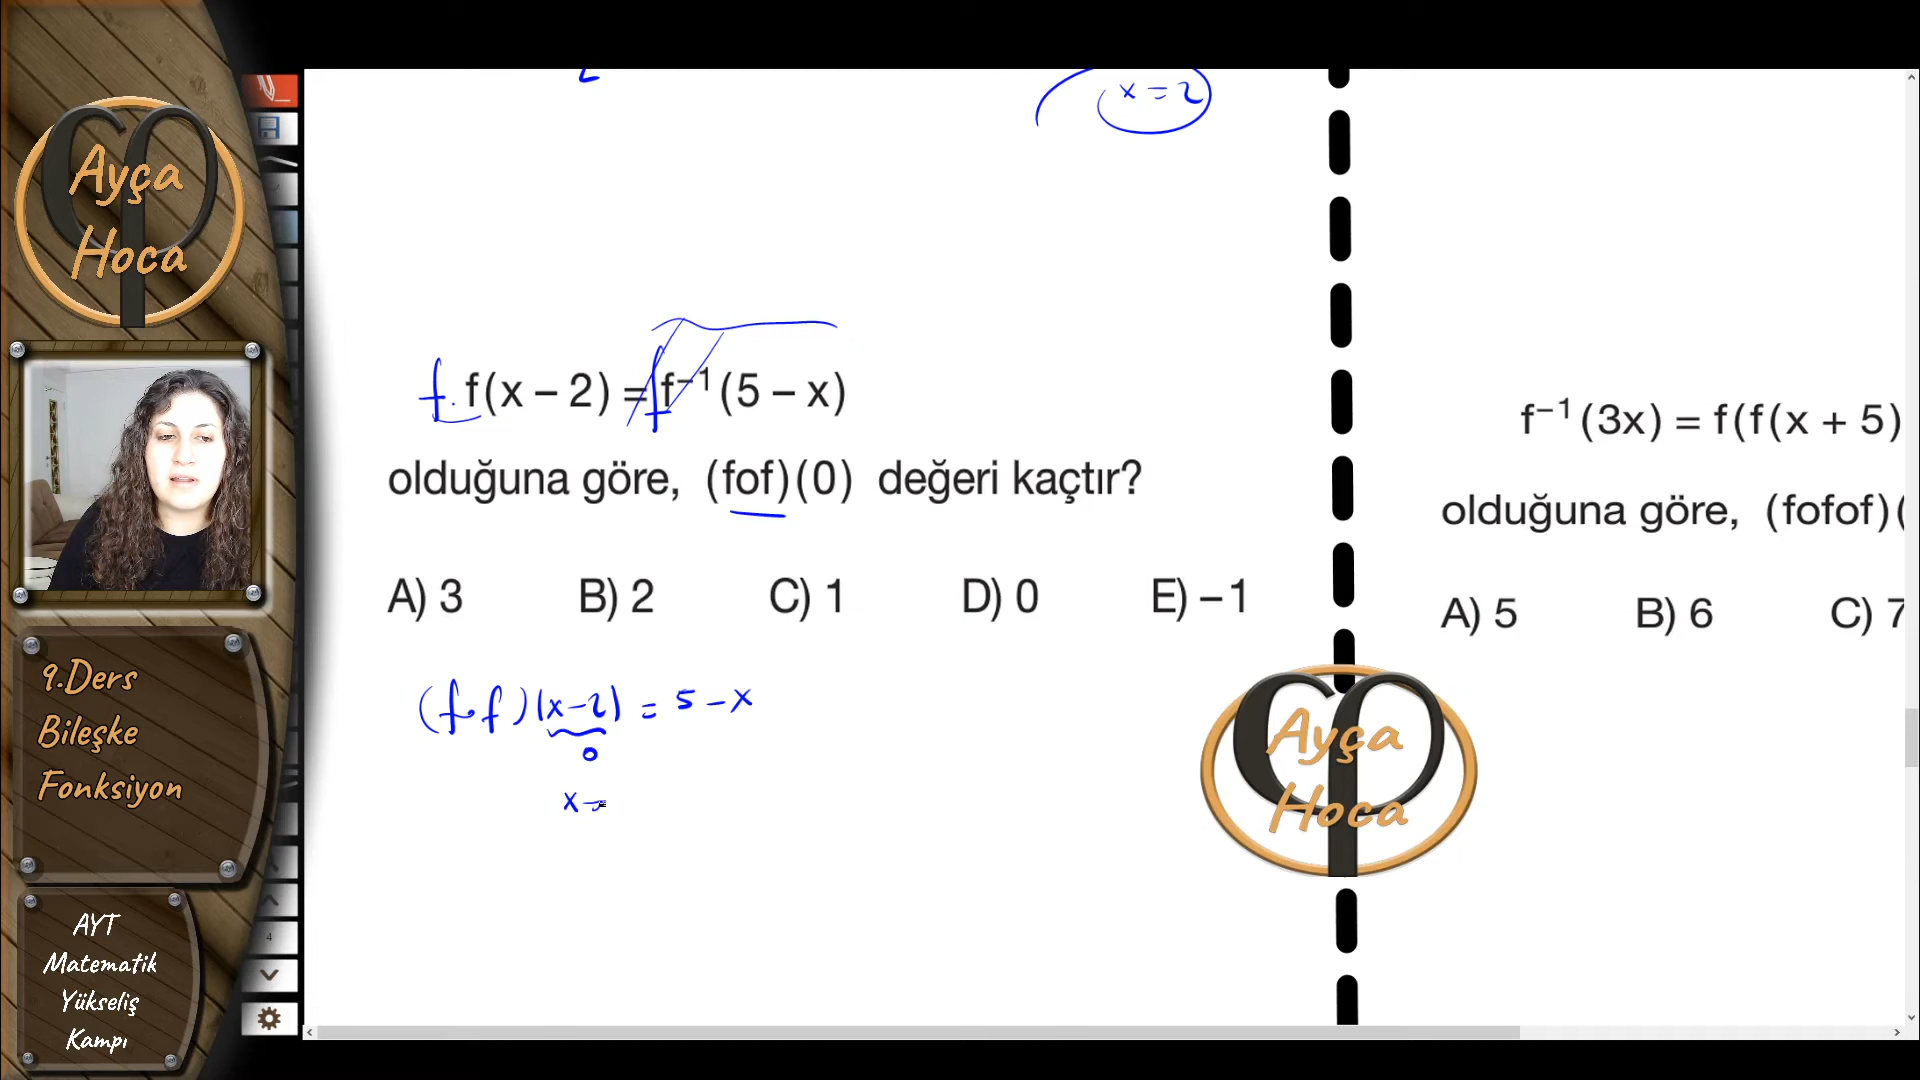 Ayça
Hoca
9.Ders
Bileşke
Fonksiyon
AYT
Matematik
Yükseliş
Kampı
4
x = 2
f. f(x – 2) = f f⁻¹ (5 – x)
olduğuna göre, (fof)(0) değeri kaçtır?
A) 3 B) 2 C) 1 D) 0 E) –1
(fof)(x-2) = 5 - x
0
x =
f⁻¹ (3x) = f(f(x + 5)
olduğuna göre, (fofof)(
A) 5 B) 6 C) 7
Ayça
Hoca